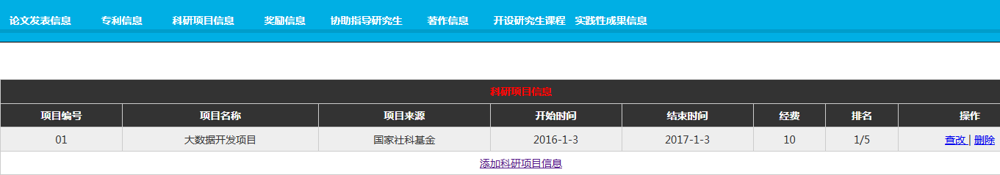 论文发表信息 专利信息 科研项目信息 奖励信息 协助指导研究生 著作信息 开设研究生课程 实践性成果信息
科研项目信息
项目编号 项目名称 项目来源 开始时间 结束时间 经费 排名 操作
01 大数据开发项目 国家社科基金 2016-1-3 2017-1-3 10 1/5 查改 | 删除
添加科研项目信息